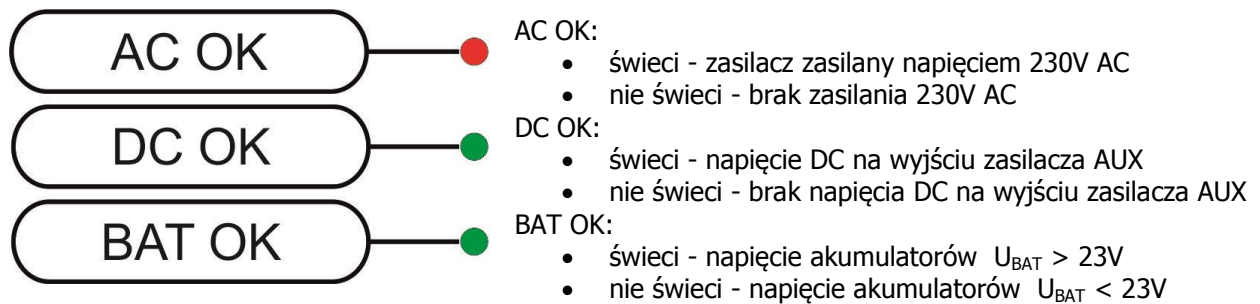 AC OK
AC OK:
• świeci - zasilacz zasilany napięciem 230V AC
• nie świeci - brak zasilania 230V AC
DC OK
DC OK:
• świeci - napięcie DC na wyjściu zasilacza AUX
• nie świeci - brak napięcia DC na wyjściu zasilacza AUX
BAT OK
BAT OK:
• świeci - napięcie akumulatorów U_BAT > 23V
• nie świeci - napięcie akumulatorów U_BAT < 23V